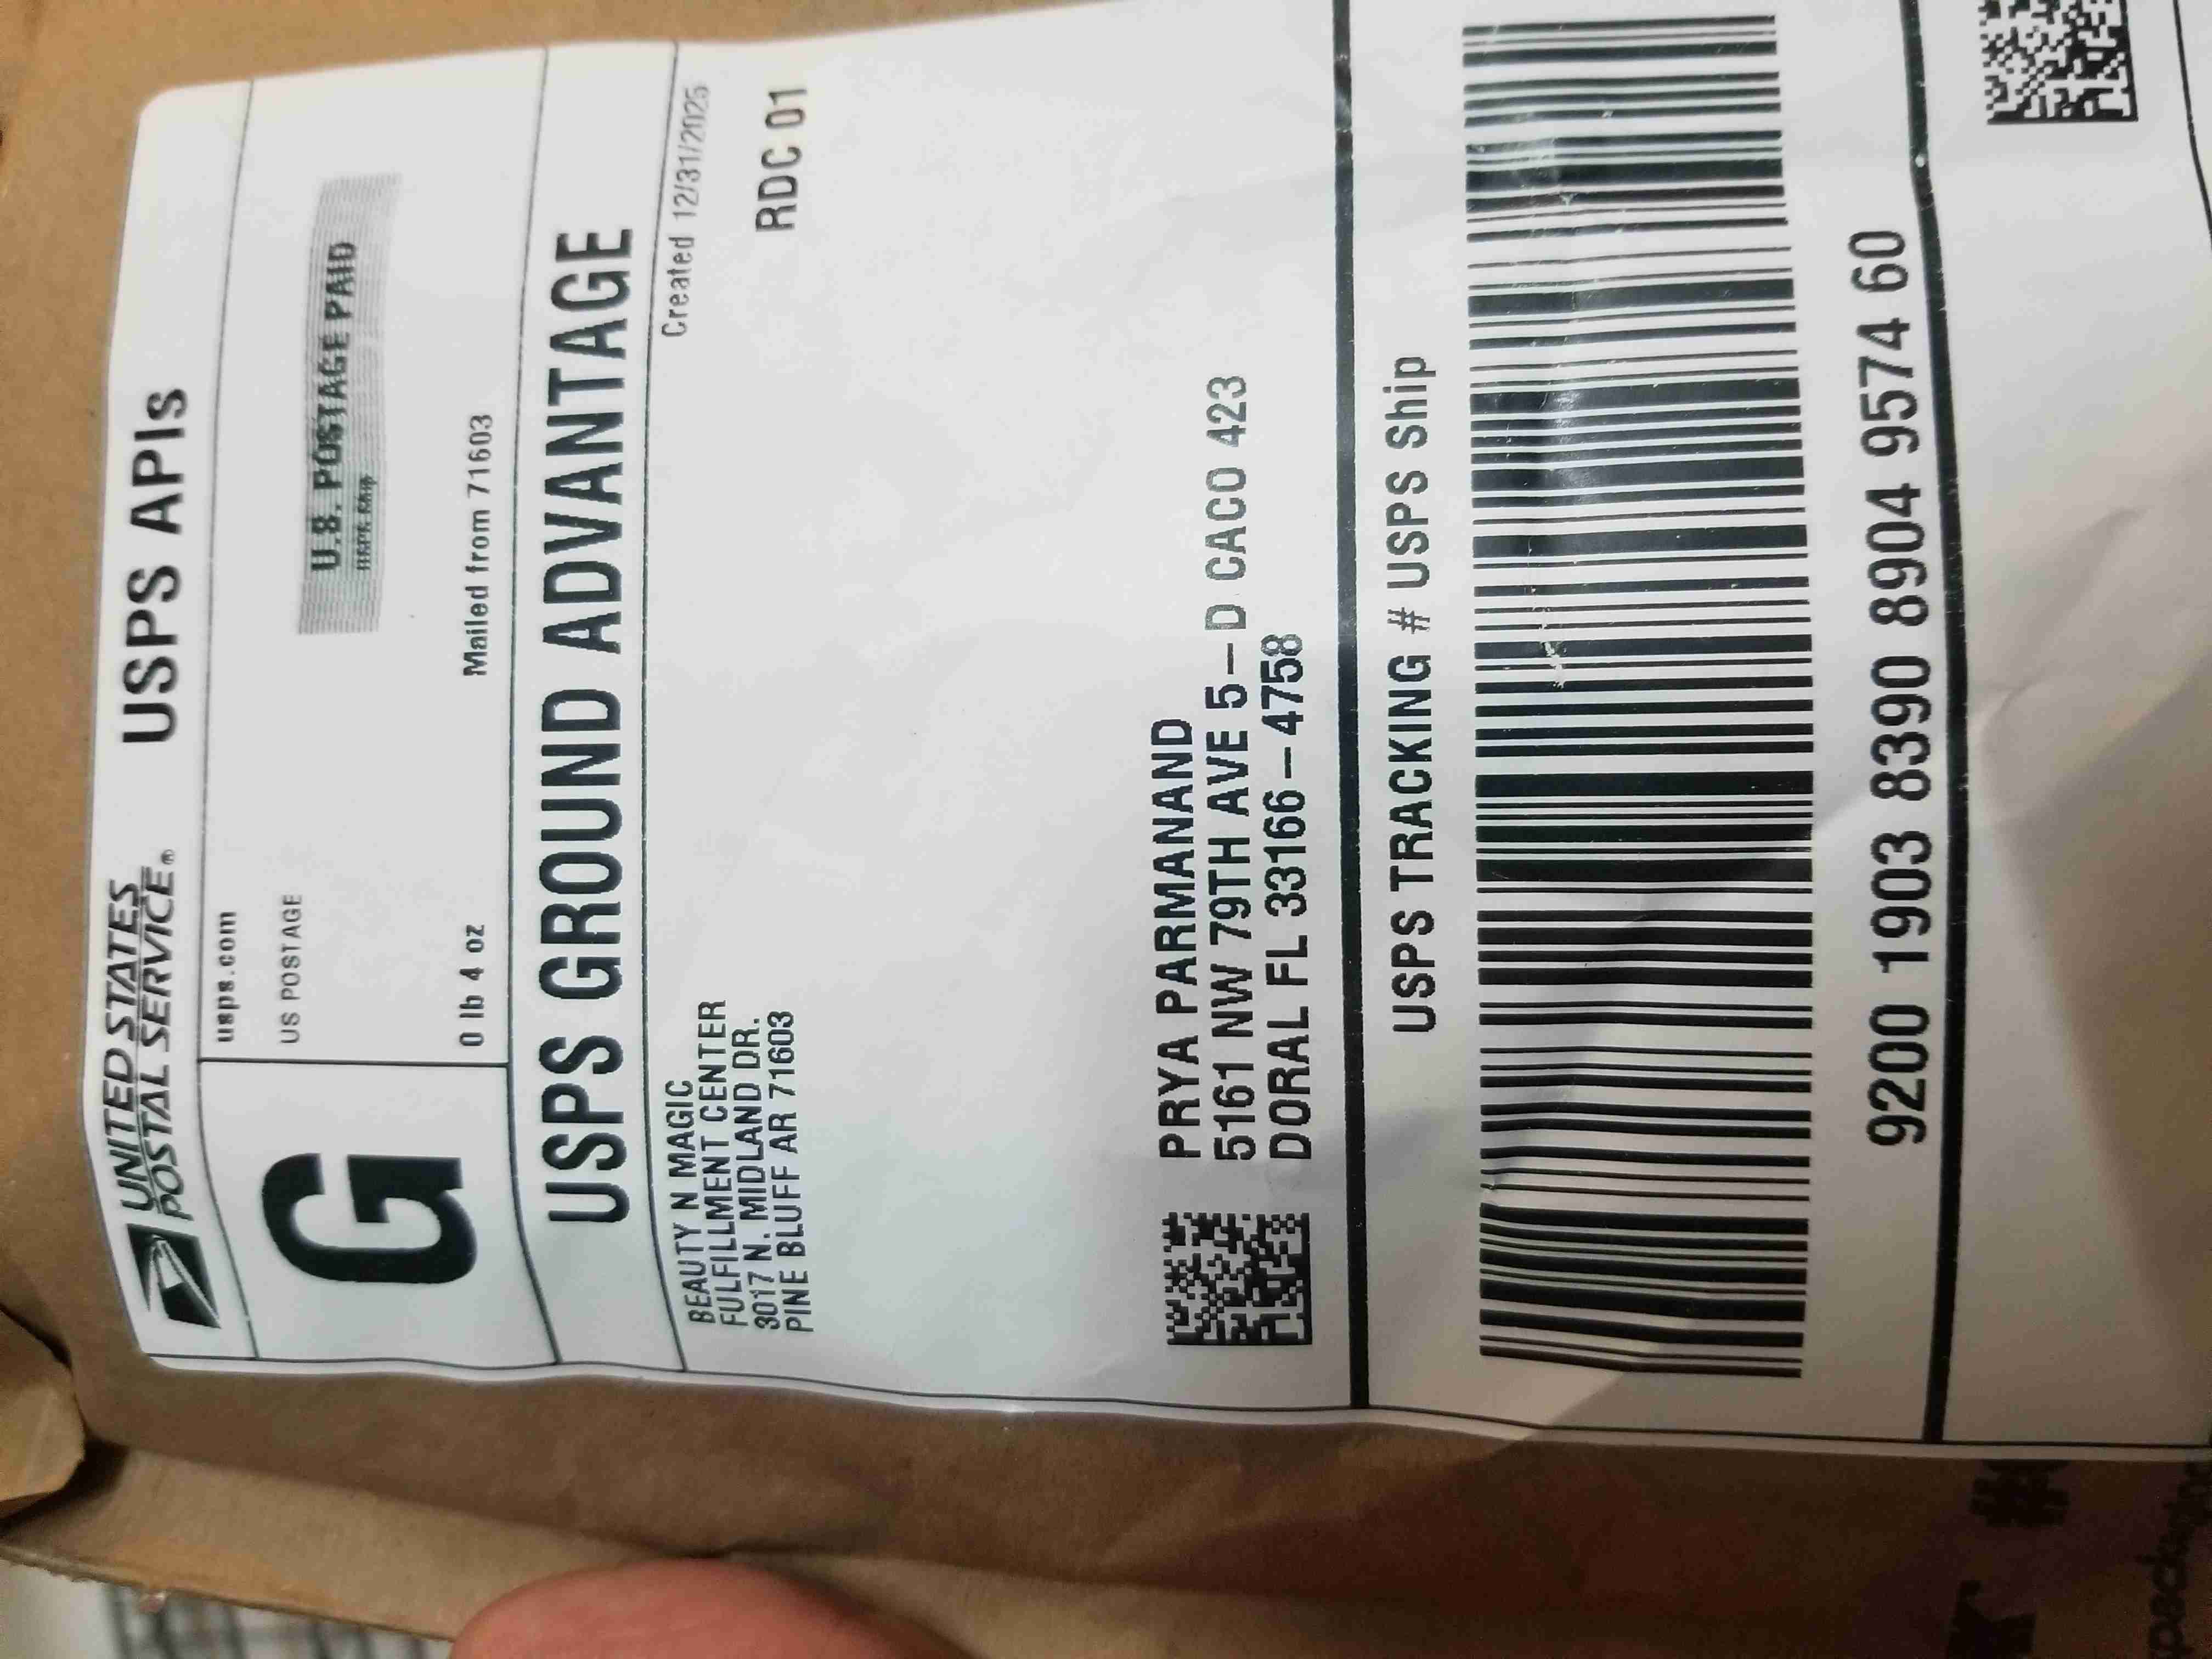 UNITED STATES
POSTAL SERVICE®
USPS APIs
usps.com
G
US POSTAGE
U.S. POSTAGE PAID
0 lb 4 oz
Mailed from 71603
USPS GROUND ADVANTAGE
Created 12/31/2025
BEAUTY N MAGIC
FULFILLMENT CENTER
3017 N. MIDLAND DR.
PINE BLUFF AR 71603
RDC 01
PRYA PARMANAND
5161 NW 79TH AVE 5-D CACO 423
DORAL FL 33166-4758
USPS TRACKING # USPS Ship
9200 1903 8390 8904 9574 60